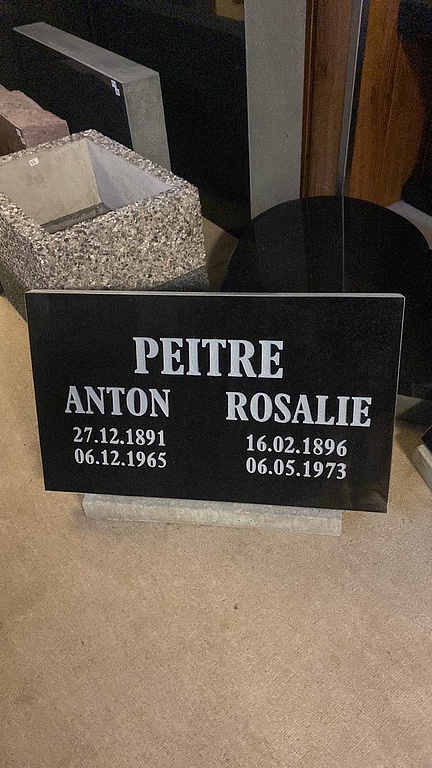 PEITRE
ANTON ROSALIE
27.12.1891 16.02.1896
06.12.1965 06.05.1973